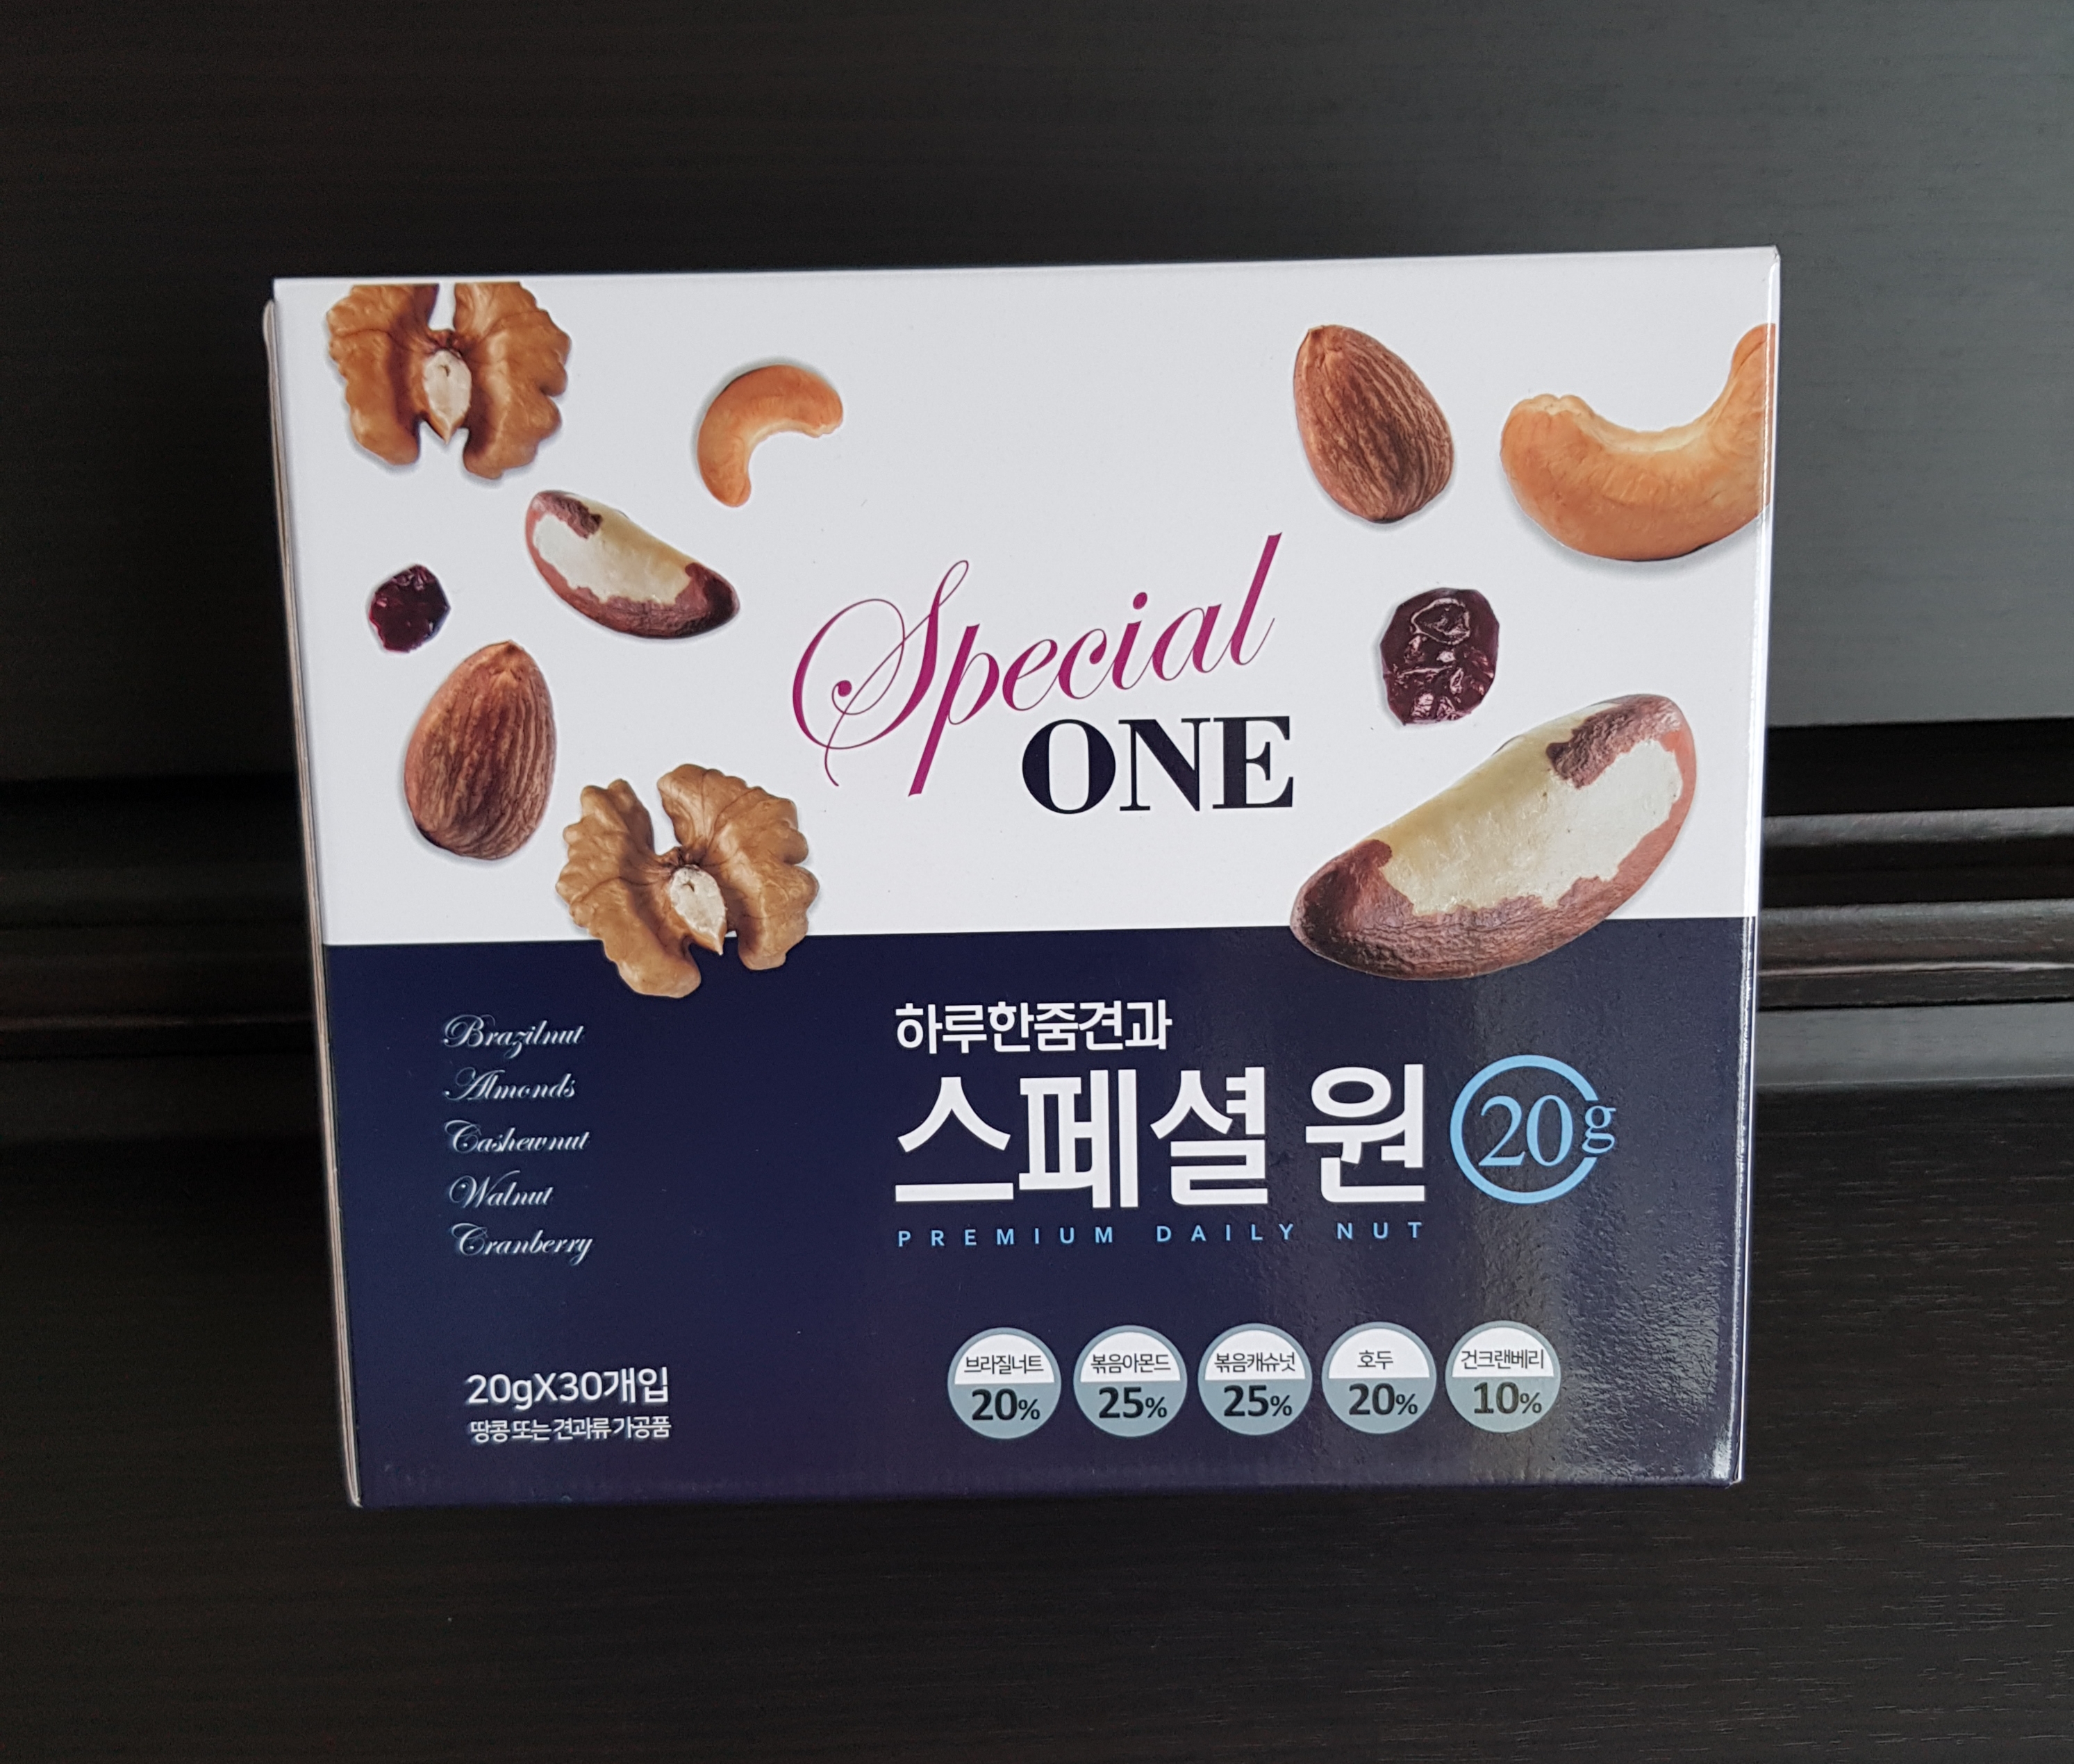 Special
ONE
Brazilnut
Almonds
Cashewnut
Walnut
Cranberry
하루한줌견과
스페셜 원 20g
PREMIUM DAILY NUT
20gX30개입
땅콩 또는 견과류 가공품
브라질너트 볶음아몬드 볶음캐슈넛 호두 건크랜베리
20% 25% 25% 20% 10%